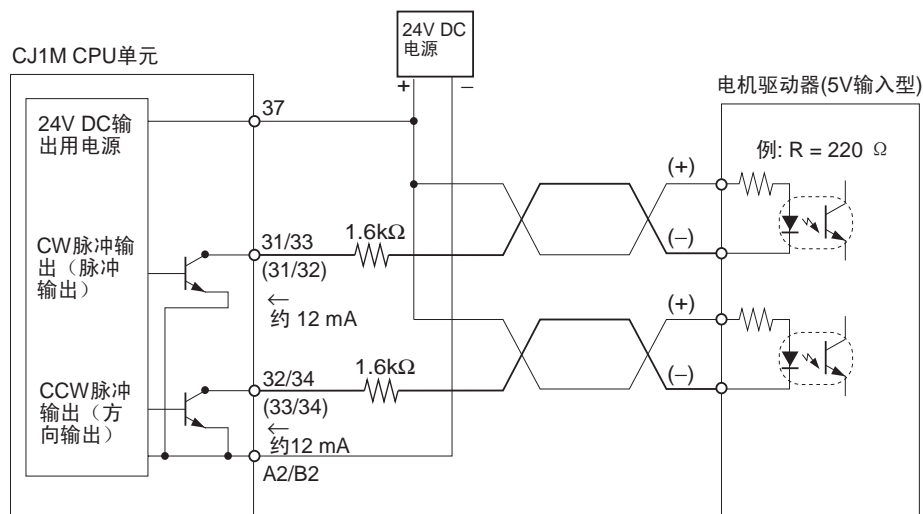 24V DC
电源
CJ1M CPU单元
+
−
电机驱动器(5V输入型)
37
24V DC输
出用电源
例: R = 220 Ω
(+)
31/33
1.6kΩ
(−)
CW脉冲输
出（脉冲
输出）
(31/32)
←
约 12 mA
(+)
32/34
1.6kΩ
(−)
CCW脉冲
输出（方
向输出）
(33/34)
←
约12 mA
A2/B2